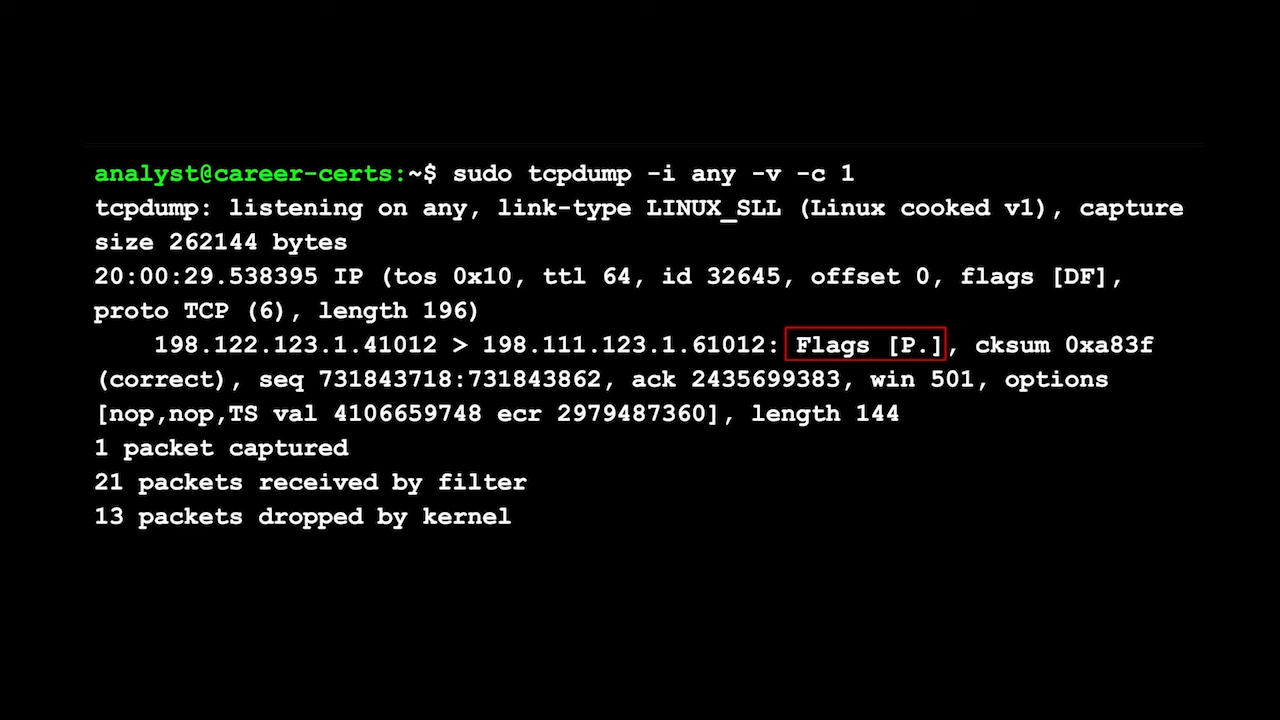 analyst@career-certs:~$ sudo tcpdump -i any -v -c 1
tcpdump: listening on any, link-type LINUX_SLL (Linux cooked v1), capture
size 262144 bytes
20:00:29.538395 IP (tos 0x10, ttl 64, id 32645, offset 0, flags [DF],
proto TCP (6), length 196)
198.122.123.1.41012 > 198.111.123.1.61012: Flags [P.], cksum 0xa83f
(correct), seq 731843718:731843862, ack 2435699383, win 501, options
[nop,nop,TS val 4106659748 ecr 2979487360], length 144
1 packet captured
21 packets received by filter
13 packets dropped by kernel